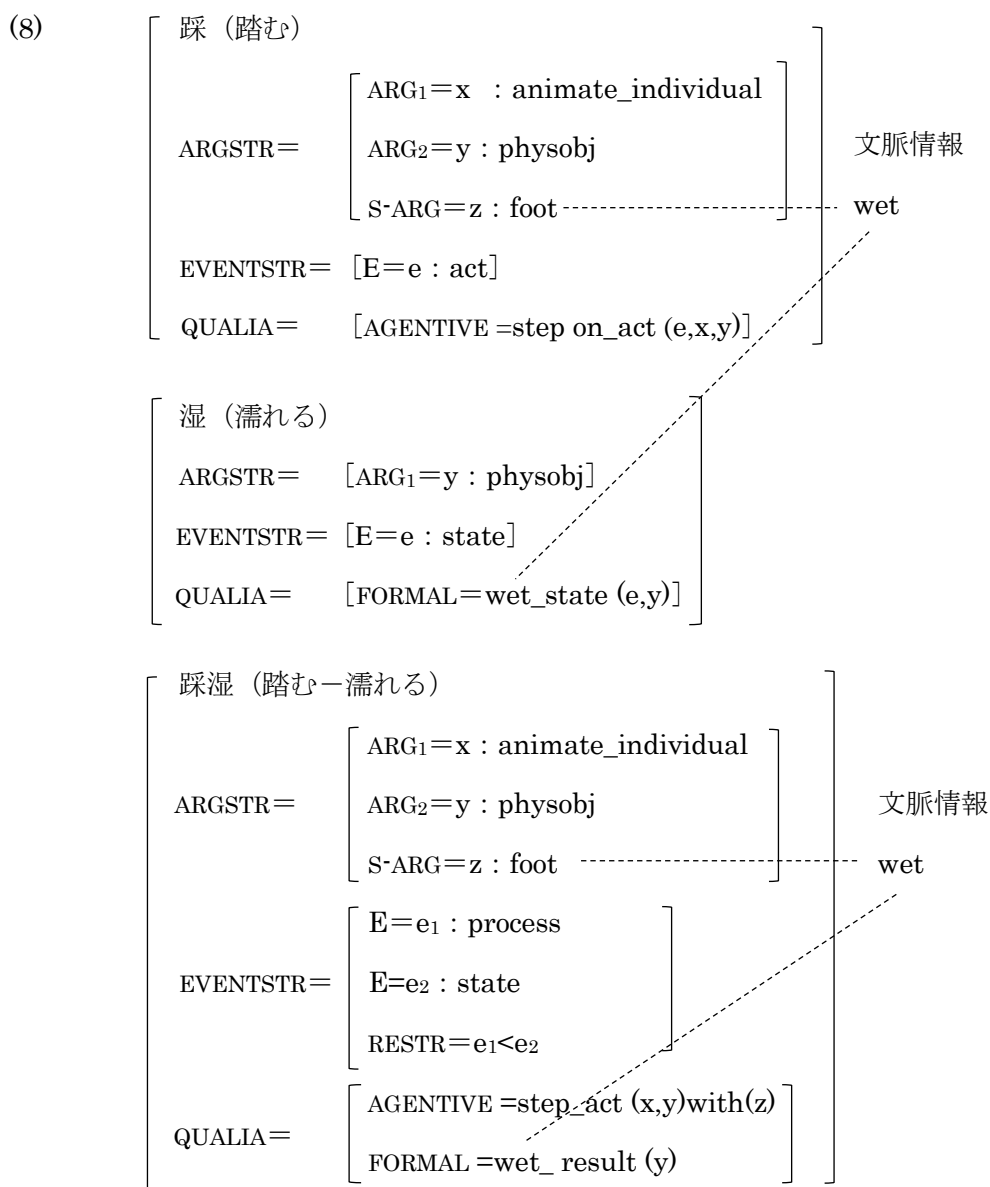 (8)
踩（踏む）
ARG1＝x ：animate_individual
ARGSTR＝ ARG2＝y：physobj 文脈情報
S-ARG＝z：foot wet
EVENTSTR＝ [E＝e：act]
QUALIA＝ [AGENTIVE =step on_act (e,x,y)]
湿（濡れる）
ARGSTR＝ [ARG1＝y：physobj]
EVENTSTR＝ [E＝e：state]
QUALIA＝ [FORMAL＝wet_state (e,y)]
踩湿（踏む－濡れる）
ARG1＝x：animate_individual
ARGSTR＝ ARG2＝y：physobj 文脈情報
S-ARG＝z：foot wet
E＝e1：process
EVENTSTR＝ E=e2：state
RESTR＝e1<e2
AGENTIVE =step_act (x,y)with(z)
QUALIA＝
FORMAL =wet_ result (y)